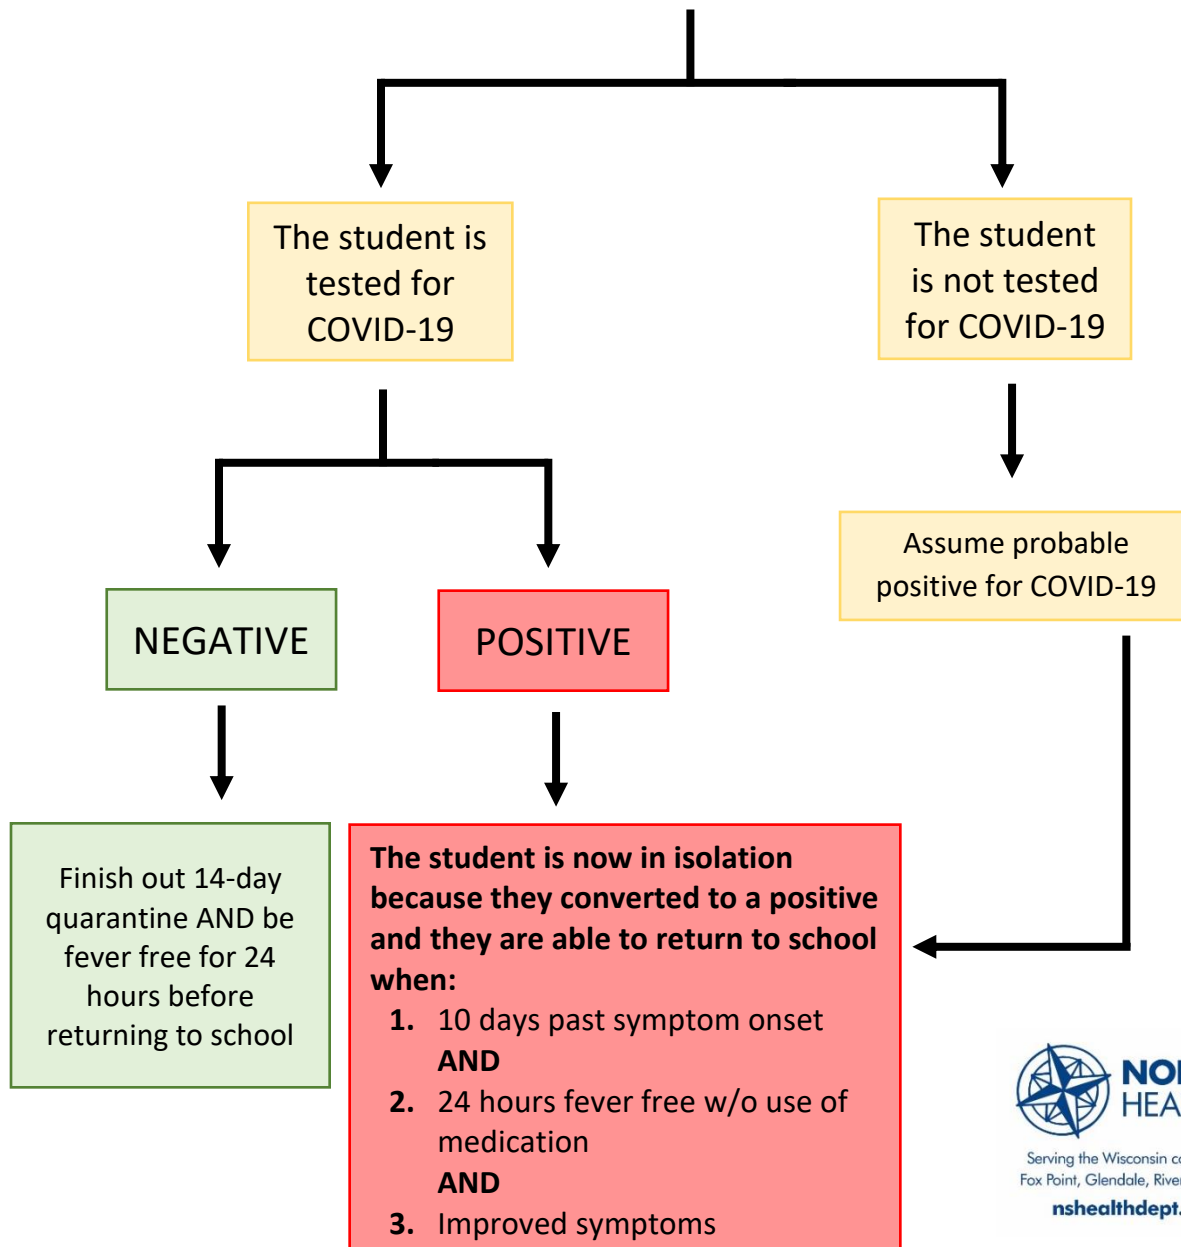 The student is
tested for
COVID-19
The student
is not tested
for COVID-19
Assume probable
positive for COVID-19
NEGATIVE
POSITIVE
Finish out 14-day
quarantine AND be
fever free for 24
hours before
returning to school
The student is now in isolation
because they converted to a positive
and they are able to return to school
when:
1. 10 days past symptom onset
AND
2. 24 hours fever free w/o use of
medication
AND
3. Improved symptoms
HEA
Serving the Wisconsin
Fox Point, Glendale, River
nshealthdept.